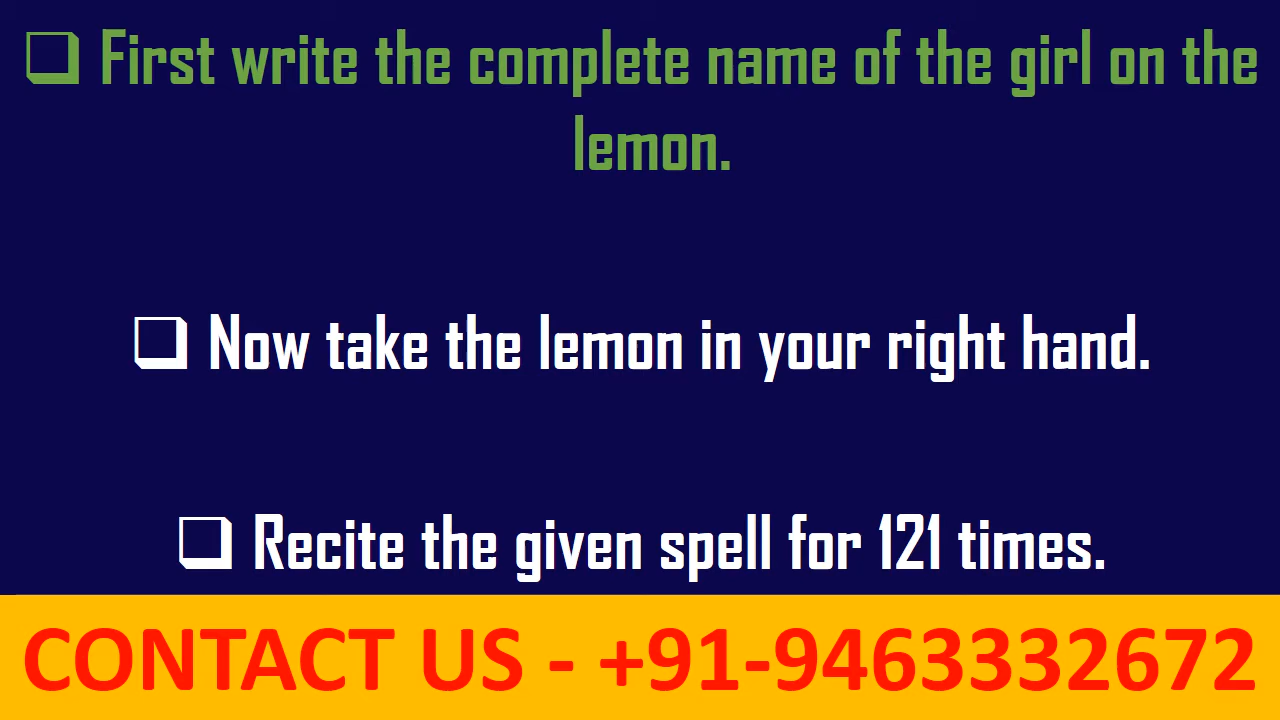 ❑ First write the complete name of the girl on the
lemon.
❑ Now take the lemon in your right hand.
❑ Recite the given spell for 121 times.
CONTACT US - +91-9463332672